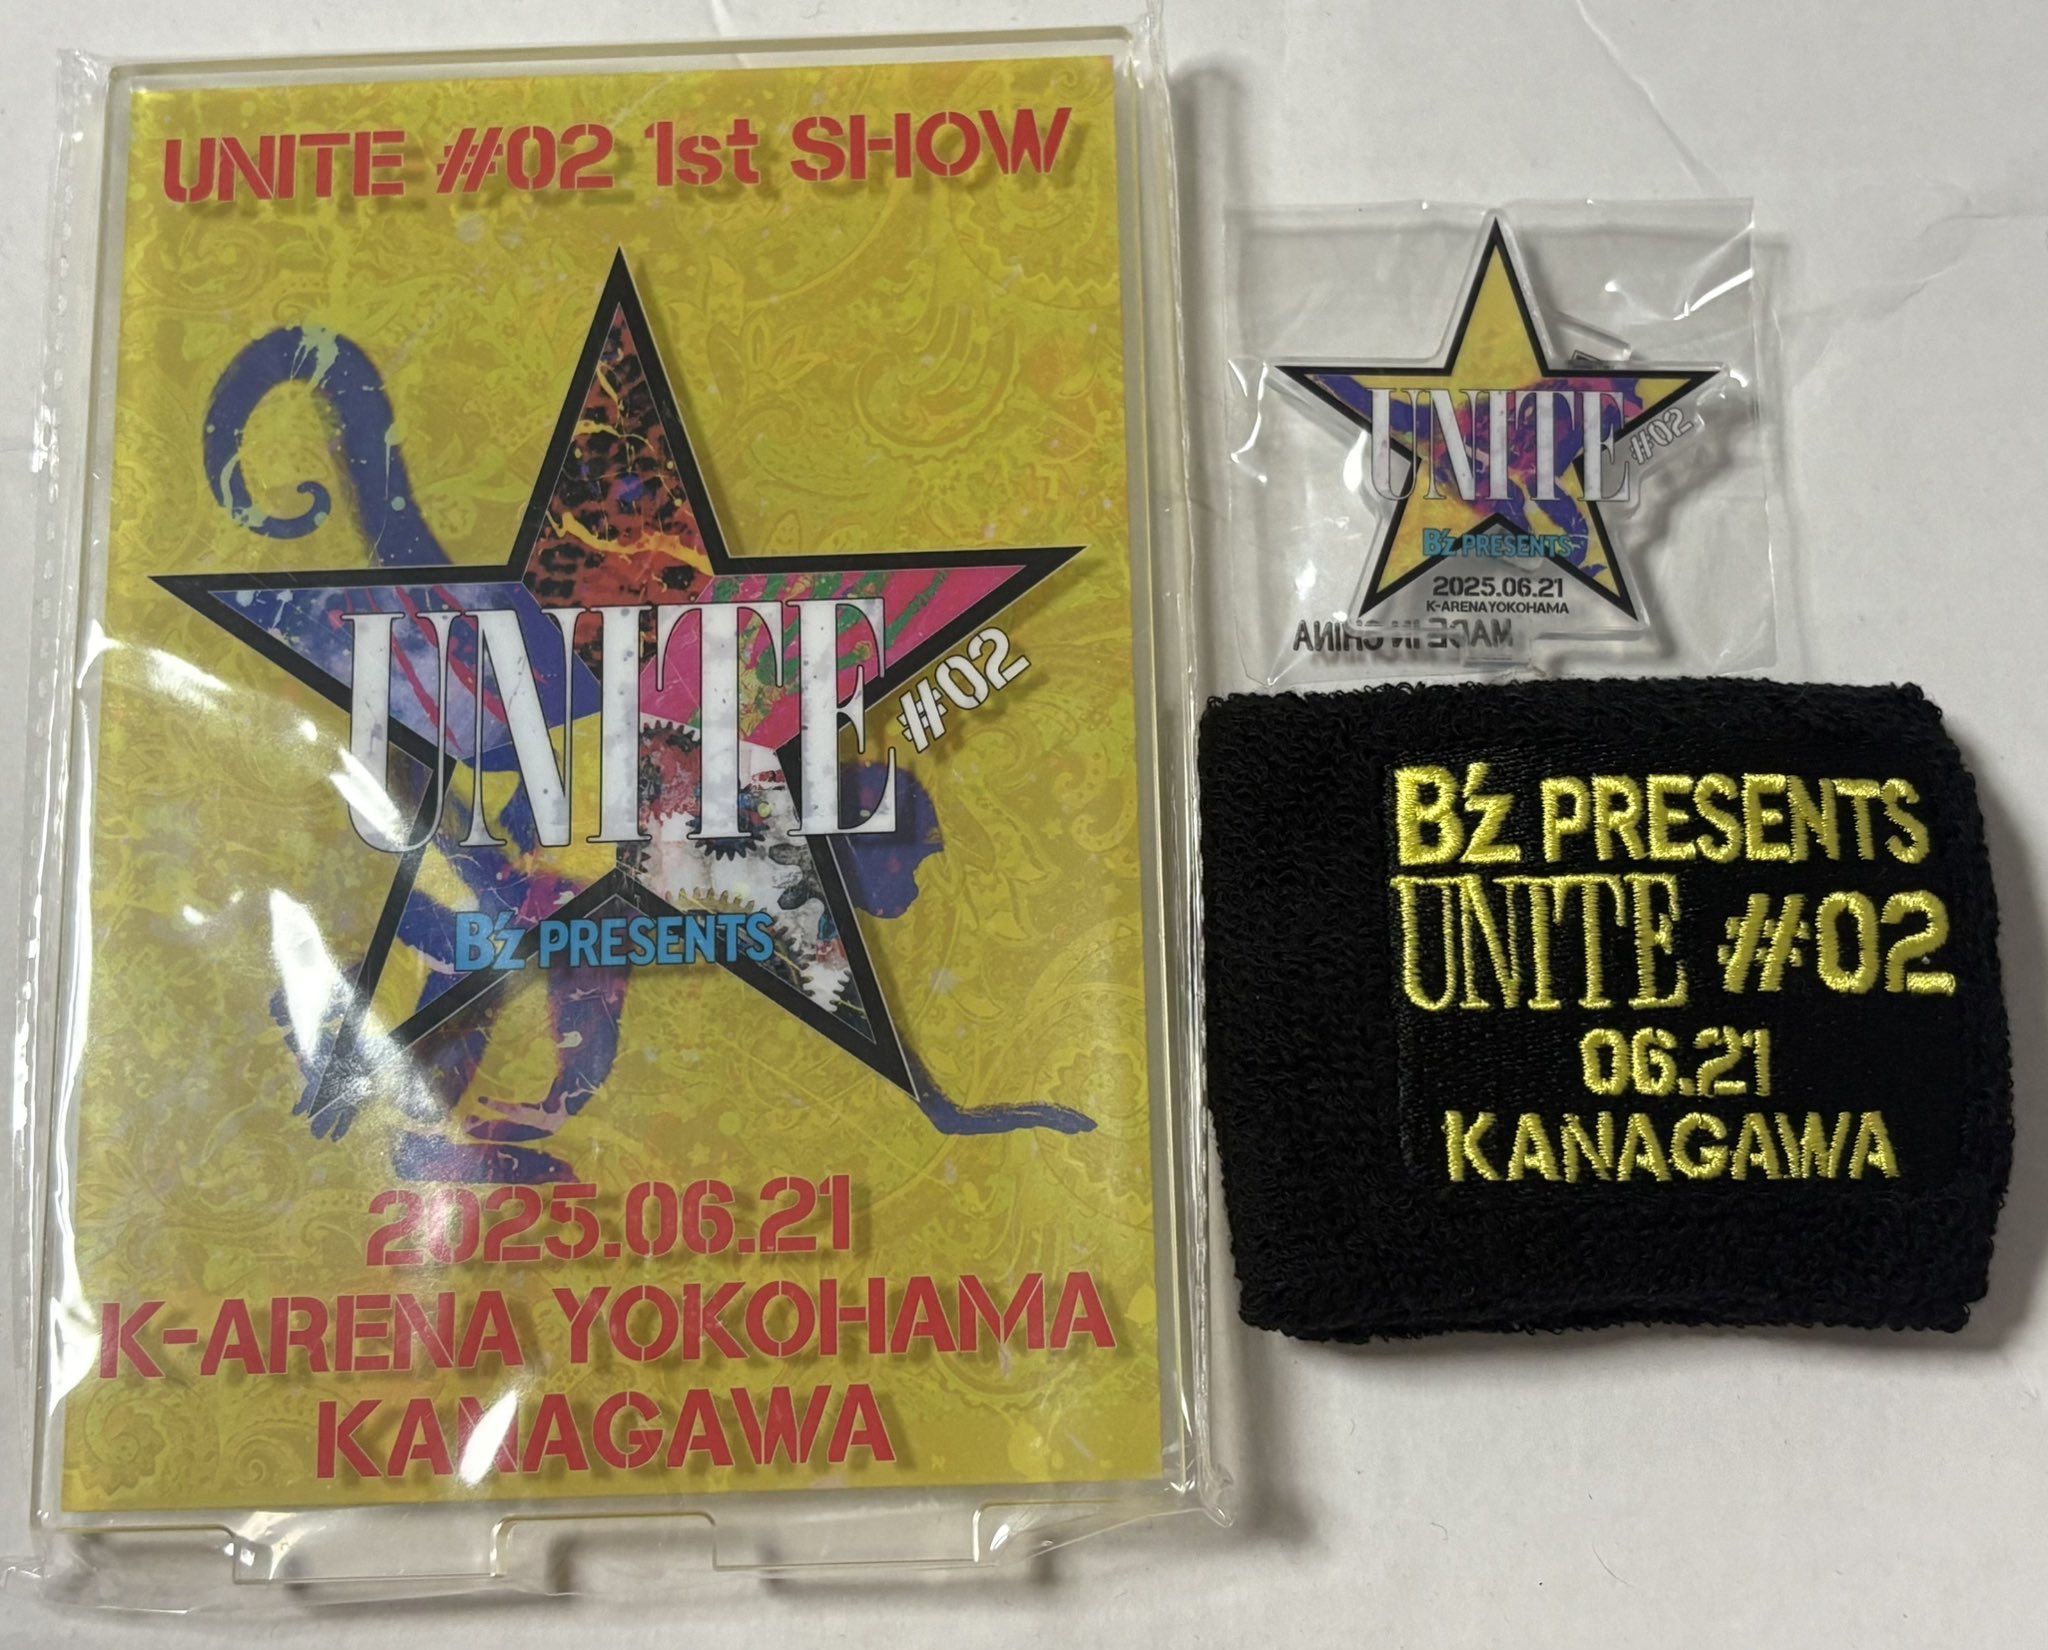 UNITE #02 1st SHOW
UNITE #02
B'z PRESENTS
2025.06.21
K-ARENA YOKOHAMA
KANAGAWA
UNITE #02
B'z PRESENTS
2025.06.21
K-ARENA YOKOHAMA
MADE IN CHINA
B'z PRESENTS
UNITE #02
06.21
KANAGAWA